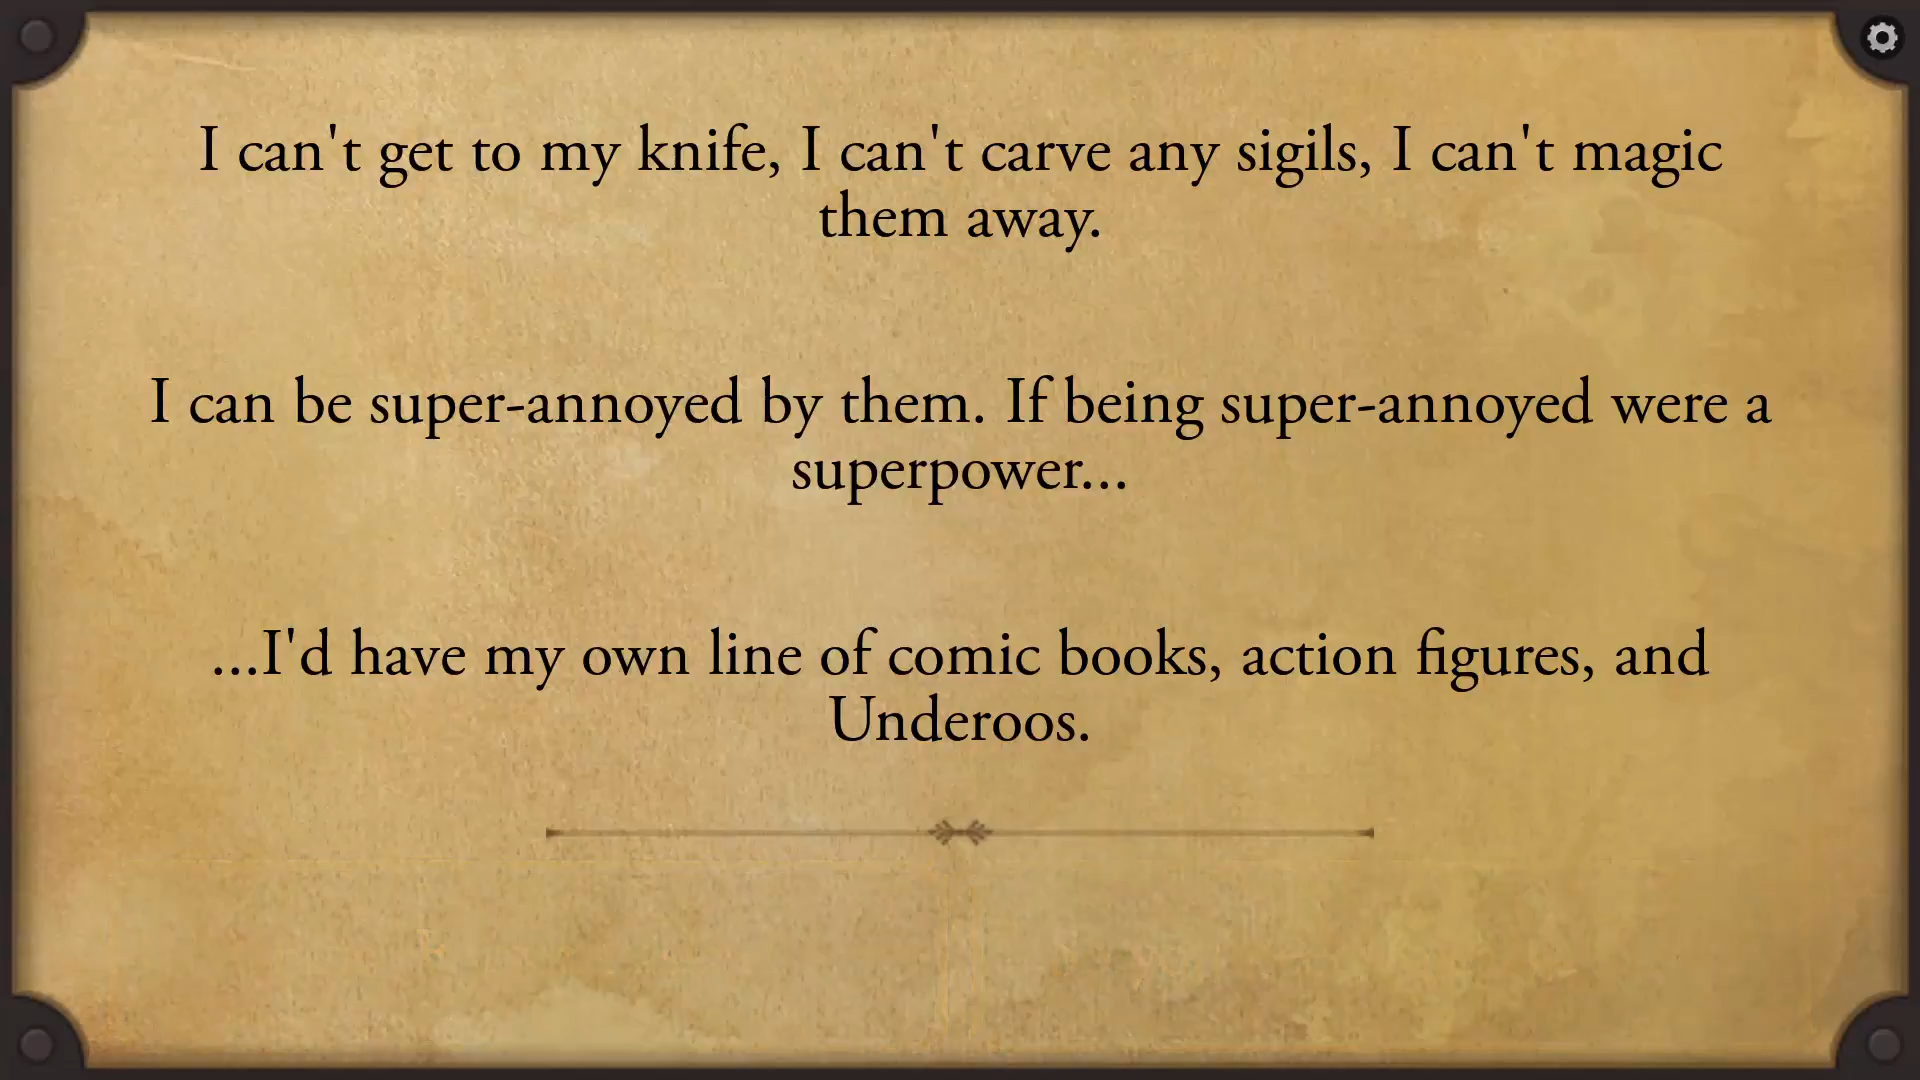 I can't get to my knife, I can't carve any sigils, I can't magic
them away.
I can be super-annoyed by them. If being super-annoyed were a
superpower...
...I'd have my own line of comic books, action figures, and
Underoos.